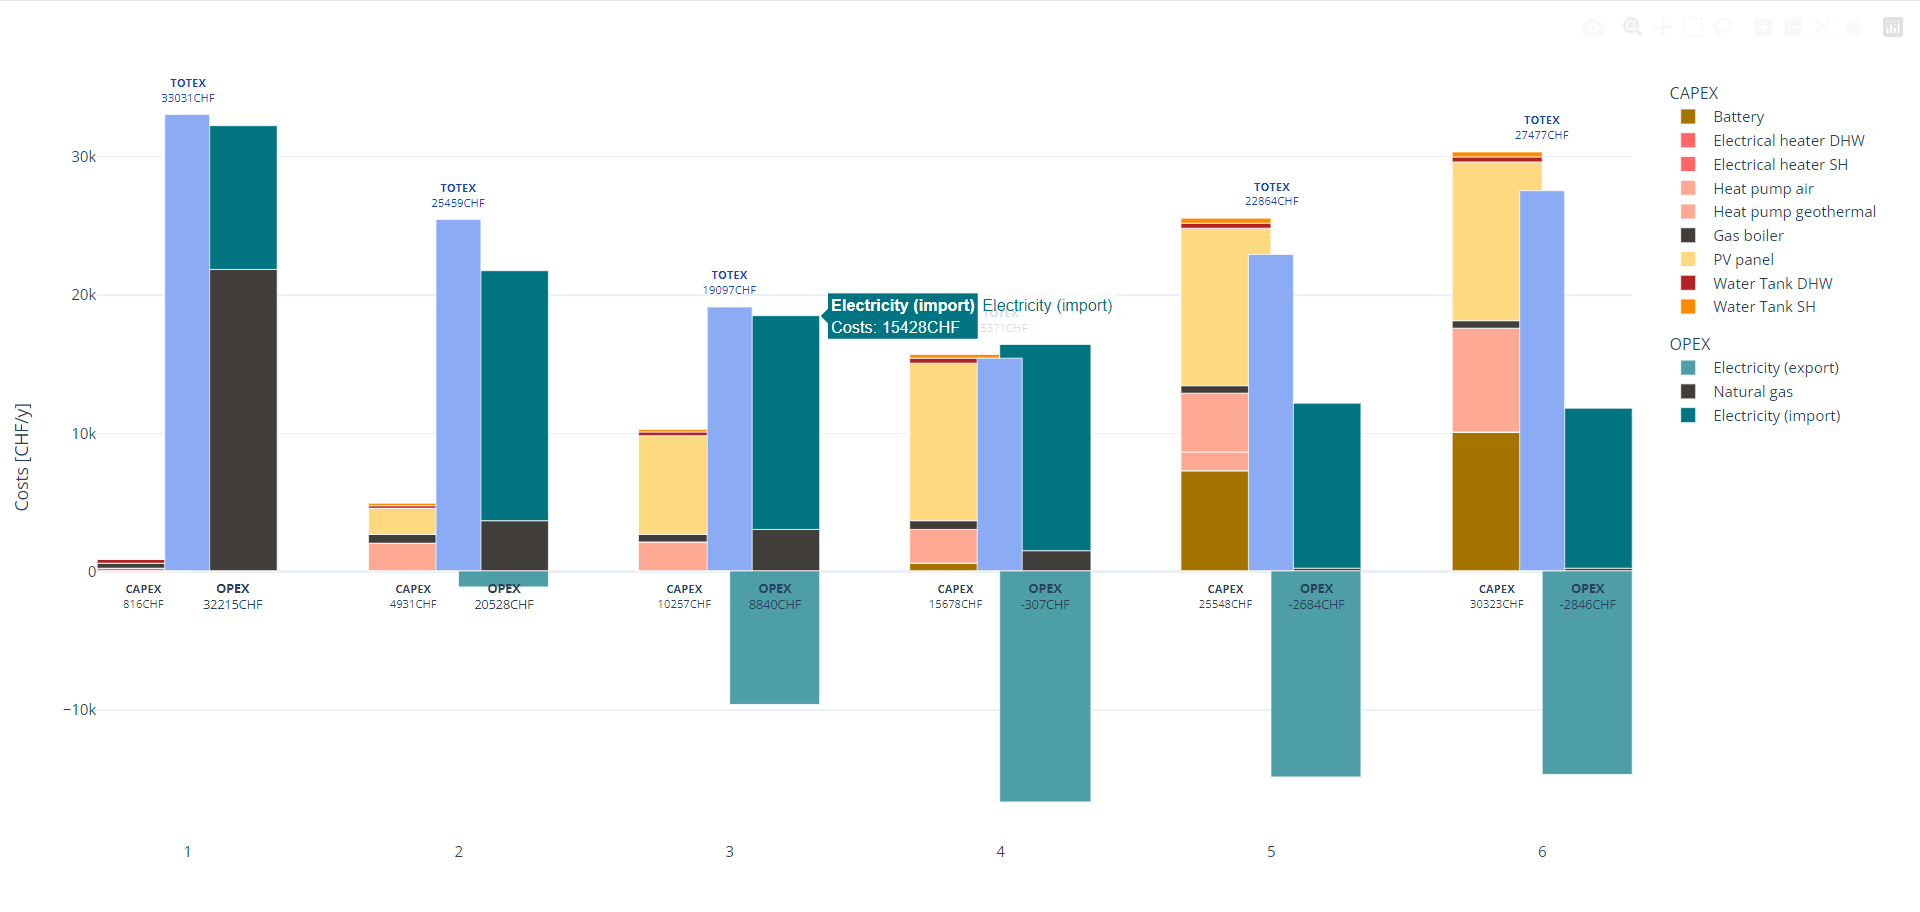 TOTEX
33031CHF
TOTEX
25459CHF
TOTEX
19097CHF
Electricity (import)
Costs: 15428CHF
Electricity (import)
TOTEX
5371CHF
TOTEX
22864CHF
TOTEX
27477CHF
30k
20k
10k
0
−10k
Costs [CHF/y]
CAPEX
816CHF
OPEX
32215CHF
CAPEX
4931CHF
OPEX
20528CHF
CAPEX
10257CHF
OPEX
8840CHF
CAPEX
15678CHF
OPEX
-307CHF
CAPEX
25548CHF
OPEX
-2684CHF
CAPEX
30323CHF
OPEX
-2846CHF
1
2
3
4
5
6
CAPEX
Battery
Electrical heater DHW
Electrical heater SH
Heat pump air
Heat pump geothermal
Gas boiler
PV panel
Water Tank DHW
Water Tank SH
OPEX
Electricity (export)
Natural gas
Electricity (import)